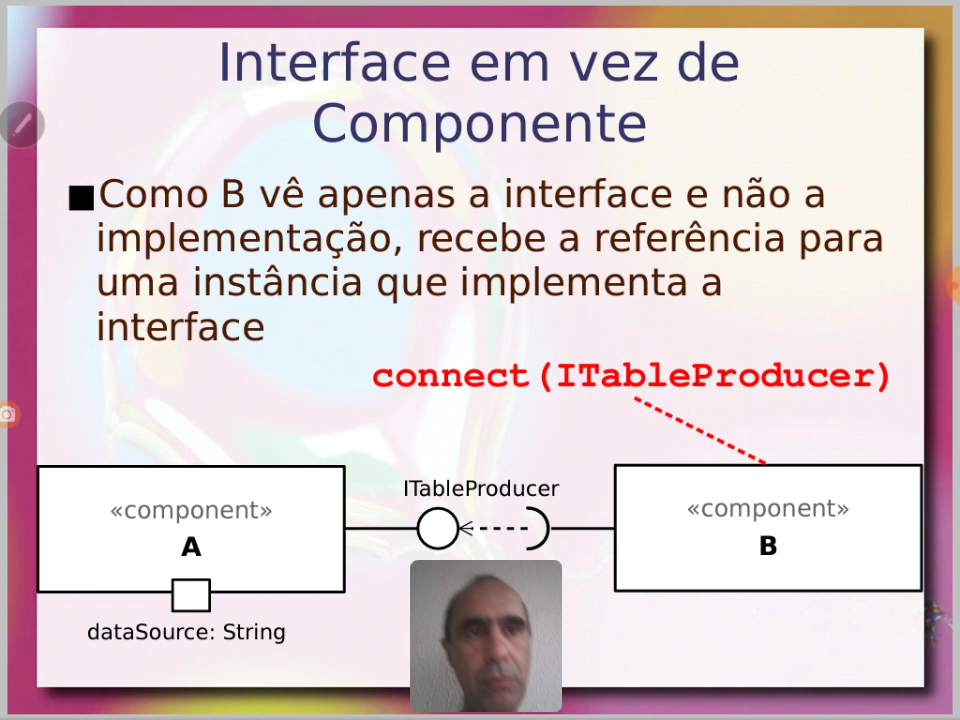 Interface em vez de
Componente
■Como B vê apenas a interface e não a
implementação, recebe a referência para
uma instância que implementa a
interface
connect(ITableProducer)
ITableProducer
«component»
A
«component»
B
dataSource: String